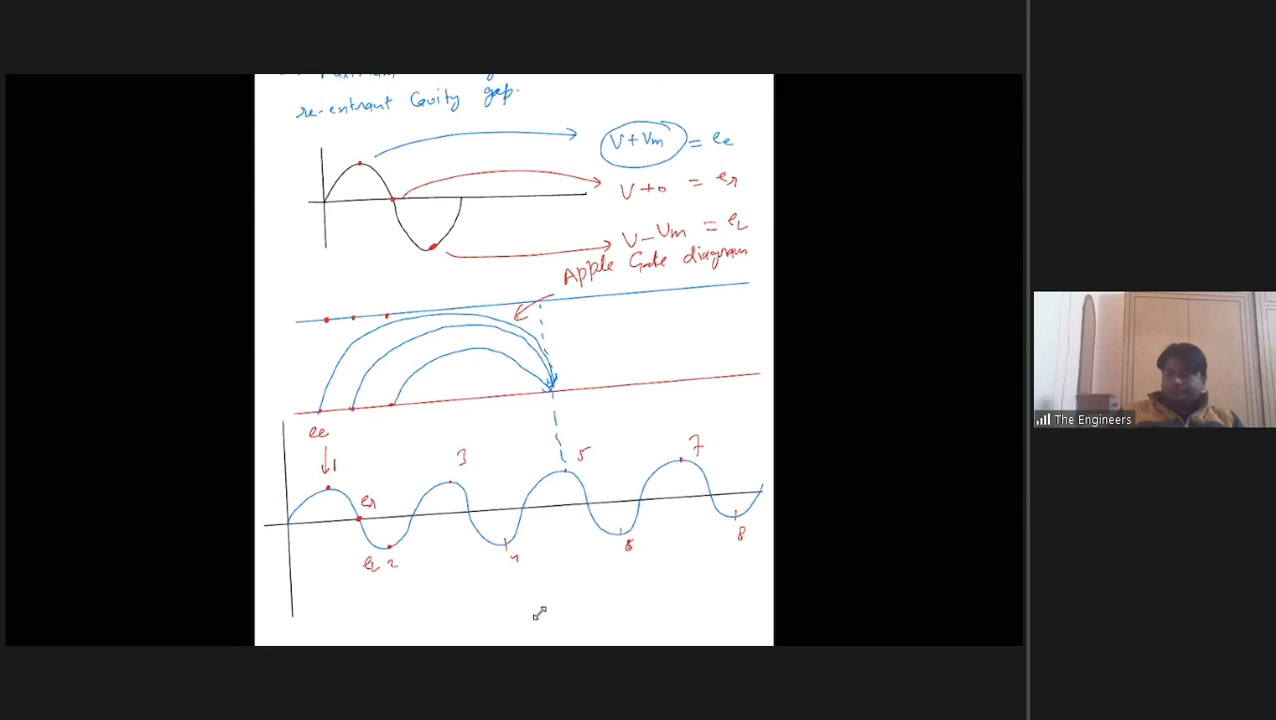 re-entrant Cavity gap.
V+Vm = ee
V+0 = er
V-Vm = eL
Apple Gate diagram
ee
1
3
5
7
er
eL 2
4
6
8
The Engineers